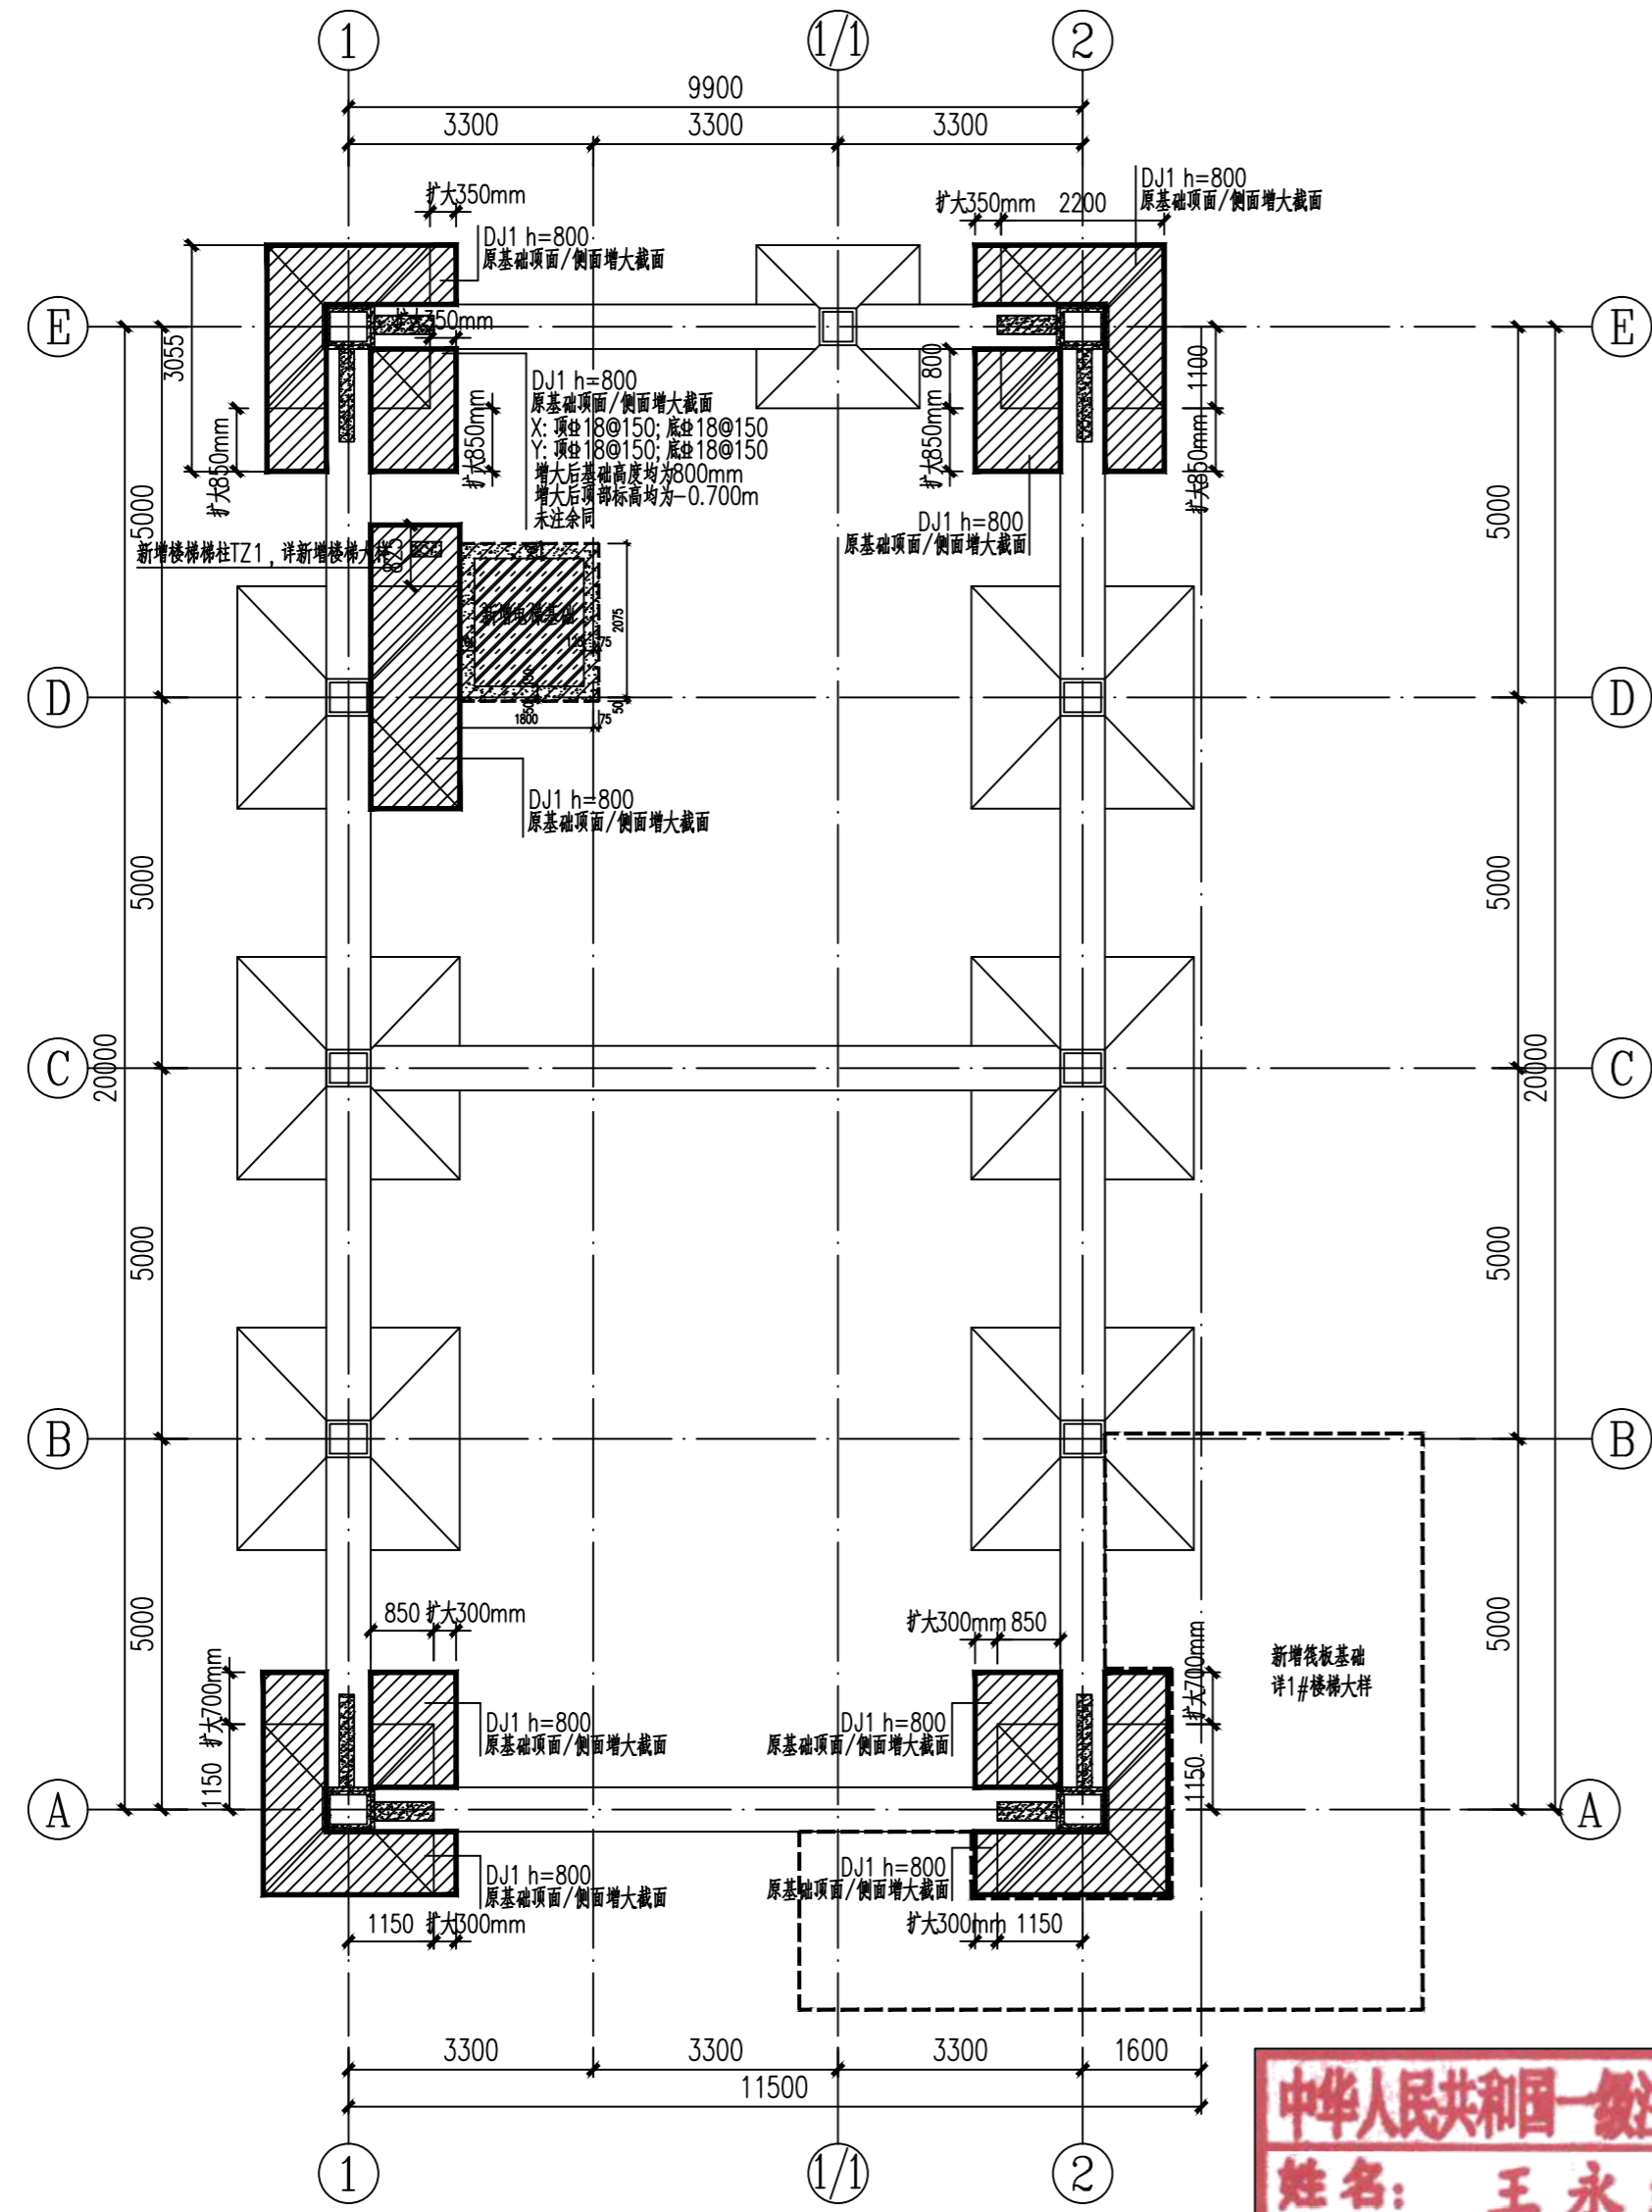 1
1/1
2
9900
3300
3300
3300
扩大350mm
DJ1 h=800
原基础顶面/侧面增大截面
扩大350mm
2200
DJ1 h=800
原基础顶面/侧面增大截面
E
E
3055
扩大350mm
800
1100
DJ1 h=800
原基础顶面/侧面增大截面
X: 顶⌀18@150; 底⌀18@150
Y: 顶⌀18@150; 底⌀18@150
增大后基础高度均为800mm
增大后顶部标高均为-0.700m
未注余同
扩大850mm
扩大850mm
扩大850mm
扩大850mm
DJ1 h=800
原基础顶面/侧面增大截面
5000
5000
新增楼梯梯柱TZ1，详新增楼梯大样
825
新增电梯基础
2075
125
75
50
1800
75
50
D
D
DJ1 h=800
原基础顶面/侧面增大截面
5000
5000
C
20000
20000
C
5000
5000
B
B
5000
5000
850
扩大300mm
扩大300mm
850
扩大700mm
扩大700mm
新增筏板基础
详1#楼梯大样
DJ1 h=800
原基础顶面/侧面增大截面
DJ1 h=800
原基础顶面/侧面增大截面
1150
1150
A
A
DJ1 h=800
原基础顶面/侧面增大截面
DJ1 h=800
原基础顶面/侧面增大截面
1150
扩大300mm
扩大300mm
1150
3300
3300
3300
1600
11500
1
1/1
2
中华人民共和国一级注
姓名： 王永